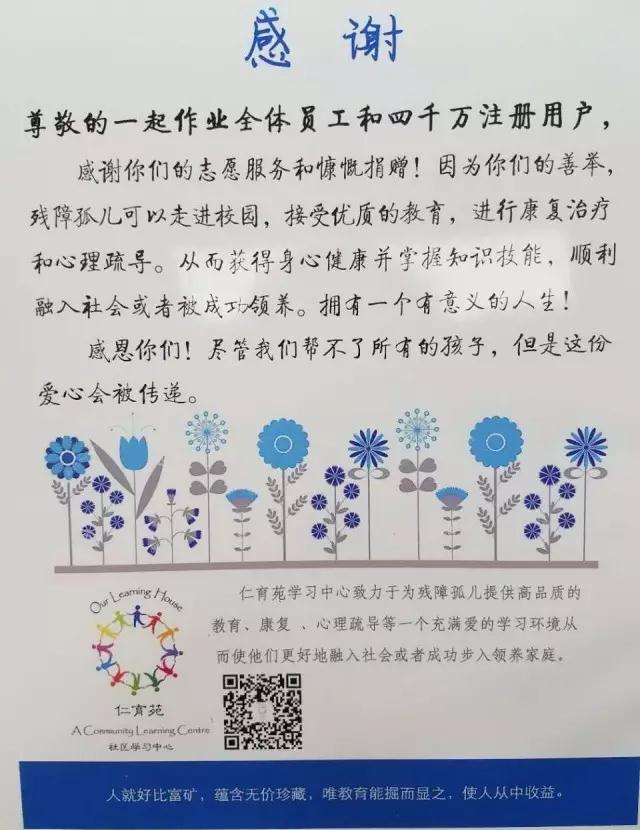 感谢
尊敬的一起作业全体员工和四千万注册用户，
感谢你们的志愿服务和慷慨捐赠！因为你们的善举，
残障孤儿可以走进校园，接受优质的教育，进行康复治疗
和心理疏导。从而获得身心健康并掌握知识技能，顺利
融入社会或者被成功领养。拥有一个有意义的人生！
感恩你们！尽管我们帮不了所有的孩子，但是这份
爱心会被传递。
Our Learning House
仁育苑
A Community Learning Centre
社区学习中心
仁育苑学习中心致力于为残障孤儿提供高品质的
教育、康复 、心理疏导等一个充满爱的学习环境从
而使他们更好地融入社会或者成功步入领养家庭。
人就好比富矿，蕴含无价珍藏，唯教育能掘而显之，使人从中收益。